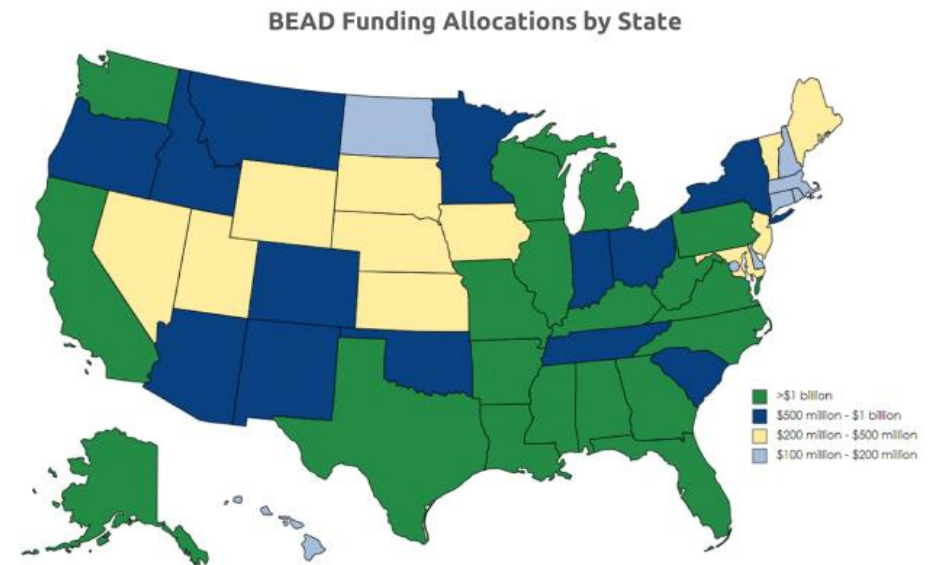 BEAD Funding Allocations by State
>$1 billion
$500 million - $1 billion
$200 million - $500 million
$100 million - $200 million